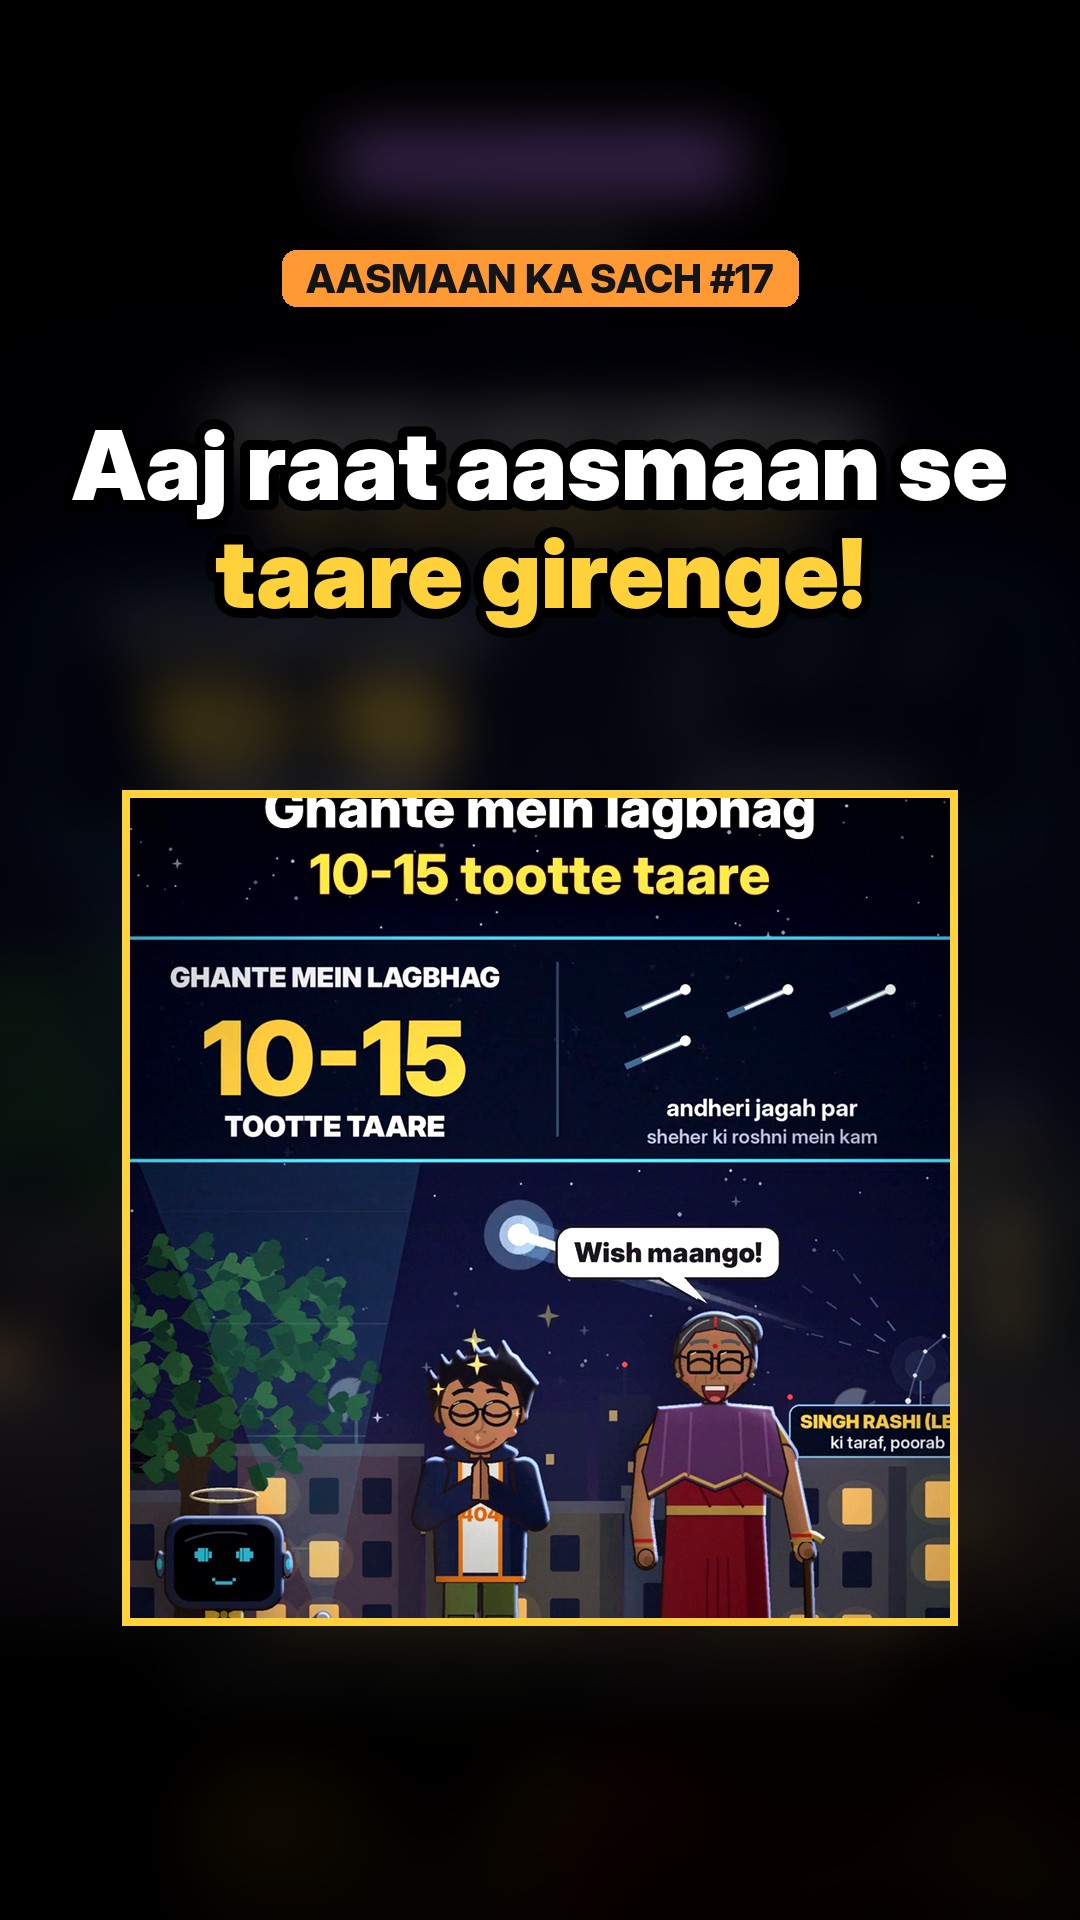 AASMAAN KA SACH #17
Aaj raat aasmaan se
taare girenge!
Ghante mein lagbhag
10-15 tootte taare
GHANTE MEIN LAGBHAG
10-15
TOOTTE TAARE
andheri jagah par
sheher ki roshni mein kam
Wish maango!
SINGH RASHI (LE
ki taraf, poorab
404